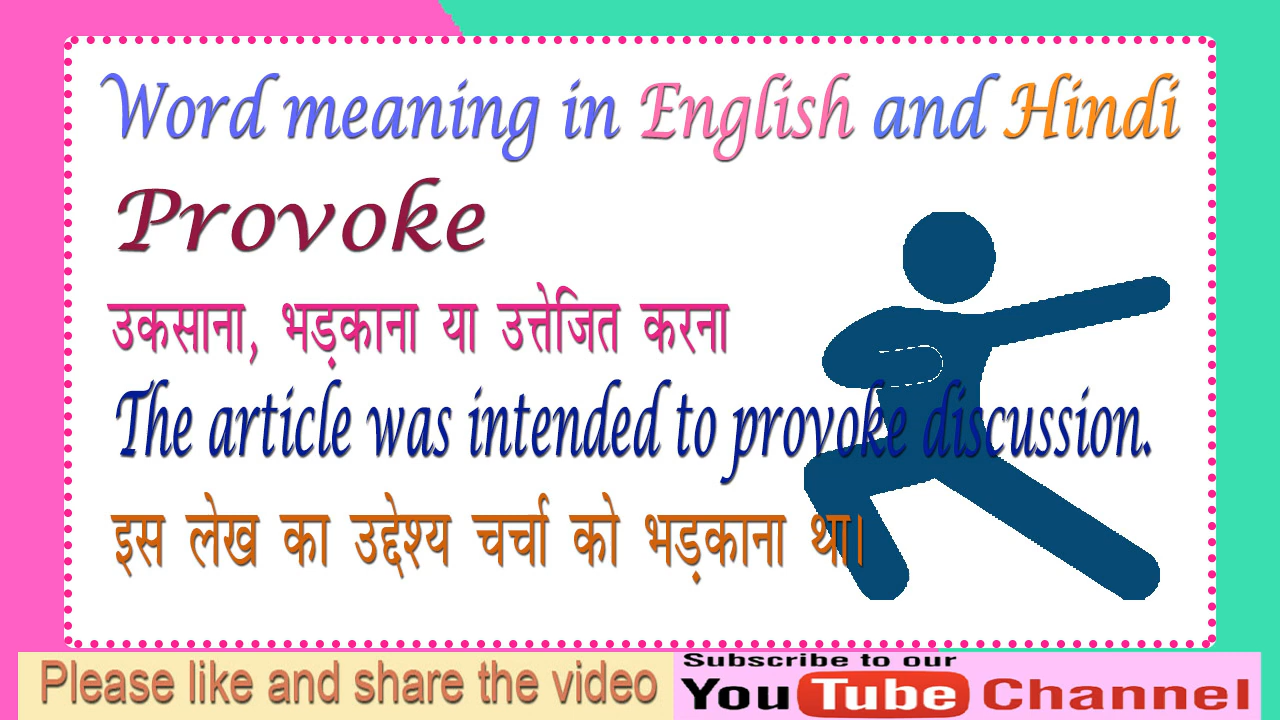 Word meaning in English and Hindi
Provoke
उकसाना, भड़काना या उत्तेजित करना
The article was intended to provoke discussion.
इस लेख का उद्देश्य चर्चा को भड़काना था।
Please like and share the video
Subscribe to our
YouTube Channel